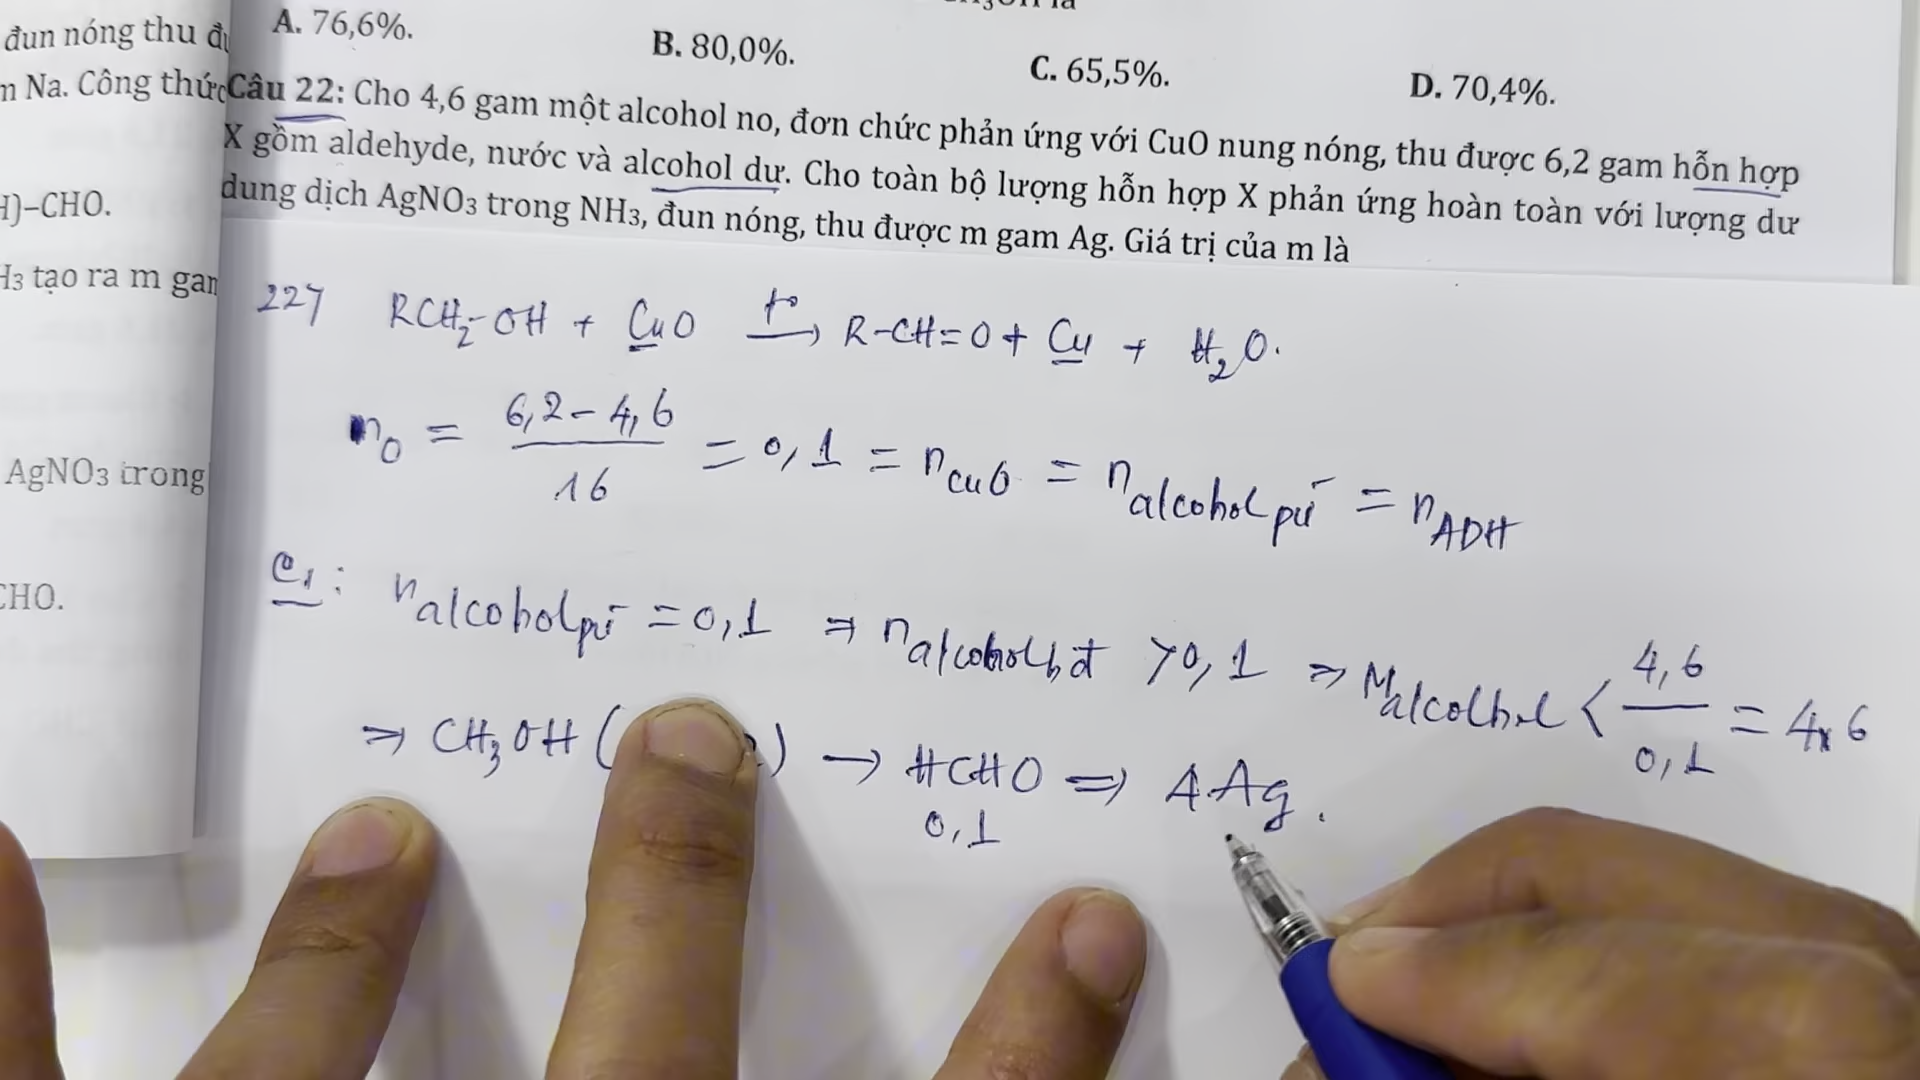 đun nóng thu
n Na. Công thức
H)–CHO.
H3 tạo ra m gam
AgNO3 trong
CHO.
A. 76,6%.
B. 80,0%.
C. 65,5%.
D. 70,4%.
Câu 22: Cho 4,6 gam một alcohol no, đơn chức phản ứng với CuO nung nóng, thu được 6,2 gam hỗn hợp
X gồm aldehyde, nước và alcohol dư. Cho toàn bộ lượng hỗn hợp X phản ứng hoàn toàn với lượng dư
dung dịch AgNO3 trong NH3, đun nóng, thu được m gam Ag. Giá trị của m là
22) RCH2-OH + CuO t° → R-CH=O + Cu + H2O.
nO = (6,2 - 4,6)/16 = 0,1 = nCuO = nalcohol pứ = nADH
C1: nalcohol pứ = 0,1 ⇒ nalcohol bđ > 0,1 ⇒ Malcolhol < 4,6/0,1 = 46
⇒ CH3OH ( ) → HCHO ⇒ 4Ag.
0,1